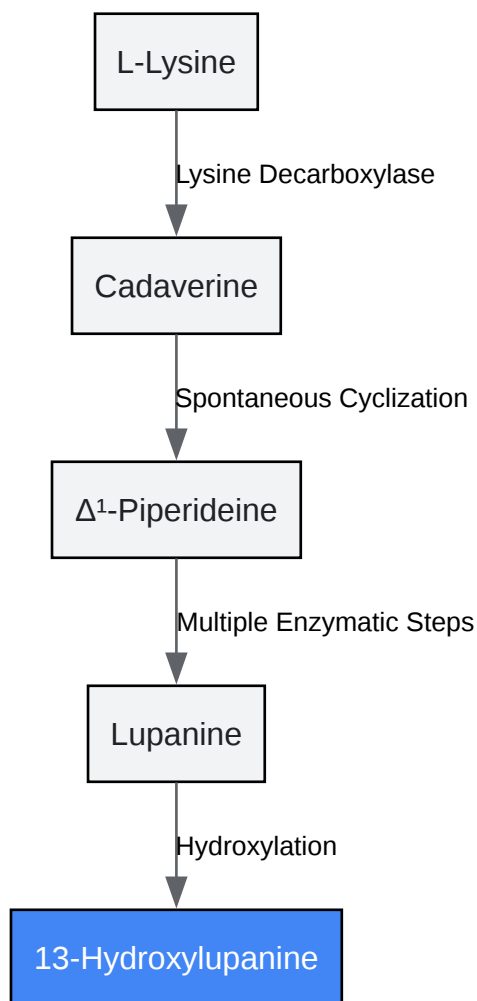 L-Lysine
Lysine Decarboxylase
Cadaverine
Spontaneous Cyclization
Δ¹-Piperideine
Multiple Enzymatic Steps
Lupanine
Hydroxylation
13-Hydroxylupanine